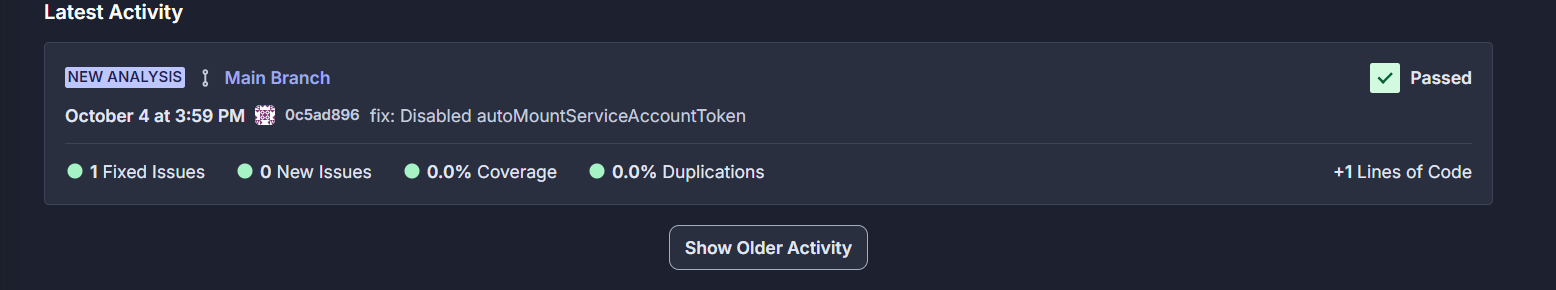 Latest Activity
NEW ANALYSIS Main Branch Passed
October 4 at 3:59 PM 0c5ad896 fix: Disabled autoMountServiceAccountToken
1 Fixed Issues 0 New Issues 0.0% Coverage 0.0% Duplications +1 Lines of Code
Show Older Activity